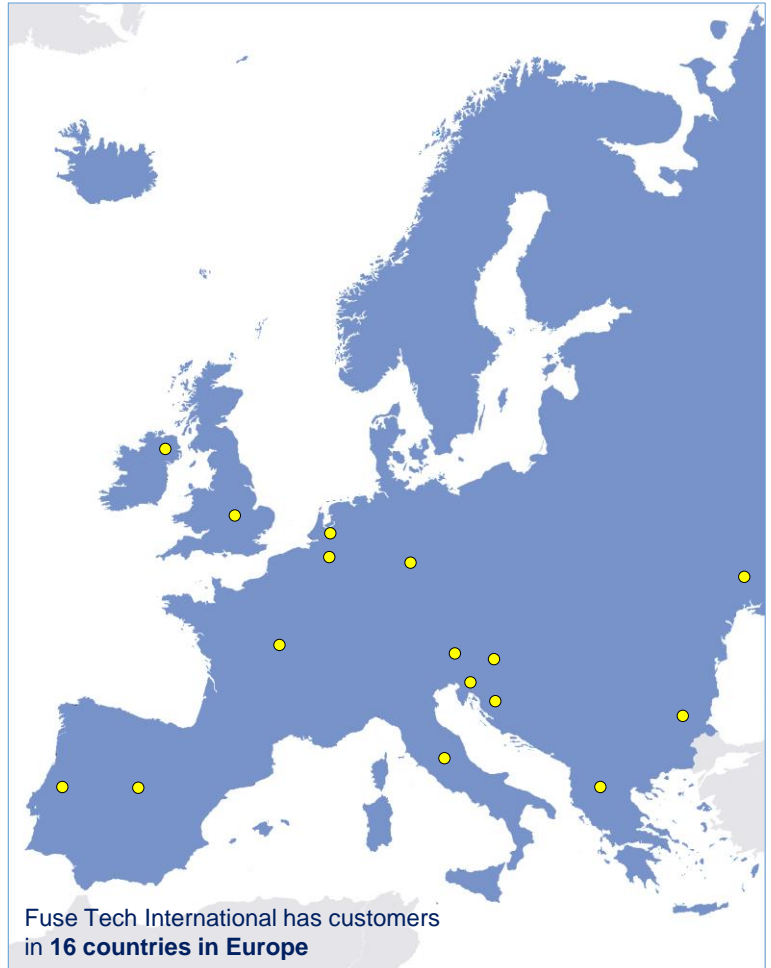 Fuse Tech International has customers
in 16 countries in Europe